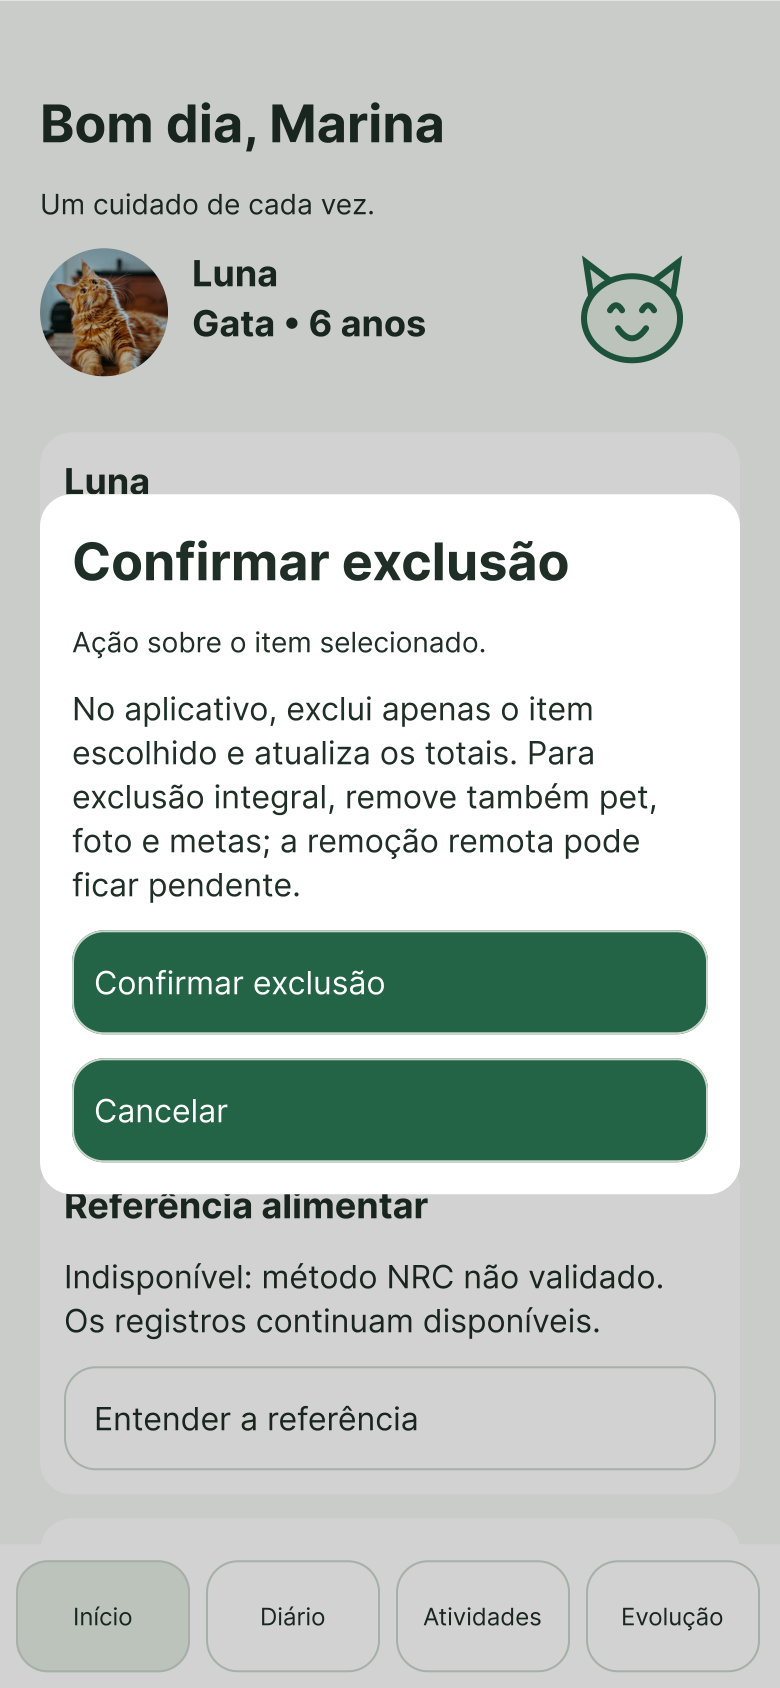 Bom dia, Marina
Um cuidado de cada vez.
Luna
Gata • 6 anos
Luna
Confirmar exclusão
Ação sobre o item selecionado.
No aplicativo, exclui apenas o item
escolhido e atualiza os totais. Para
exclusão integral, remove também pet,
foto e metas; a remoção remota pode
ficar pendente.
Confirmar exclusão
Cancelar
Referência alimentar
Indisponível: método NRC não validado.
Os registros continuam disponíveis.
Entender a referência
Início
Diário
Atividades
Evolução